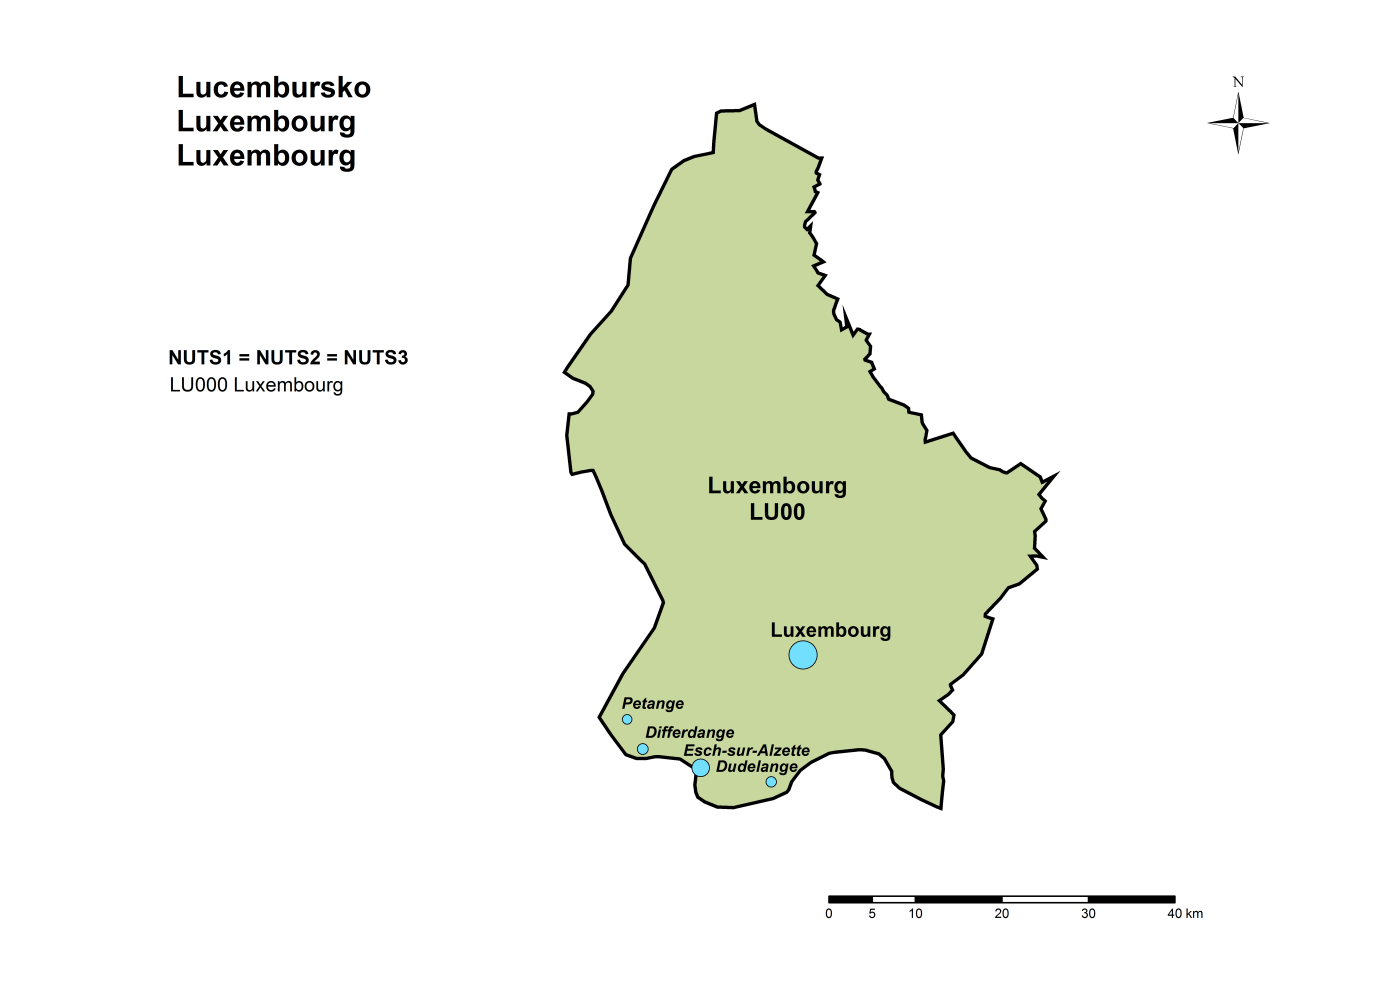 Lucembursko
Luxembourg
Luxembourg
N
NUTS1 = NUTS2 = NUTS3
LU000 Luxembourg
Luxembourg
LU00
Luxembourg
Petange
Differdange
Esch-sur-Alzette
Dudelange
0 5 10 20 30 40 km